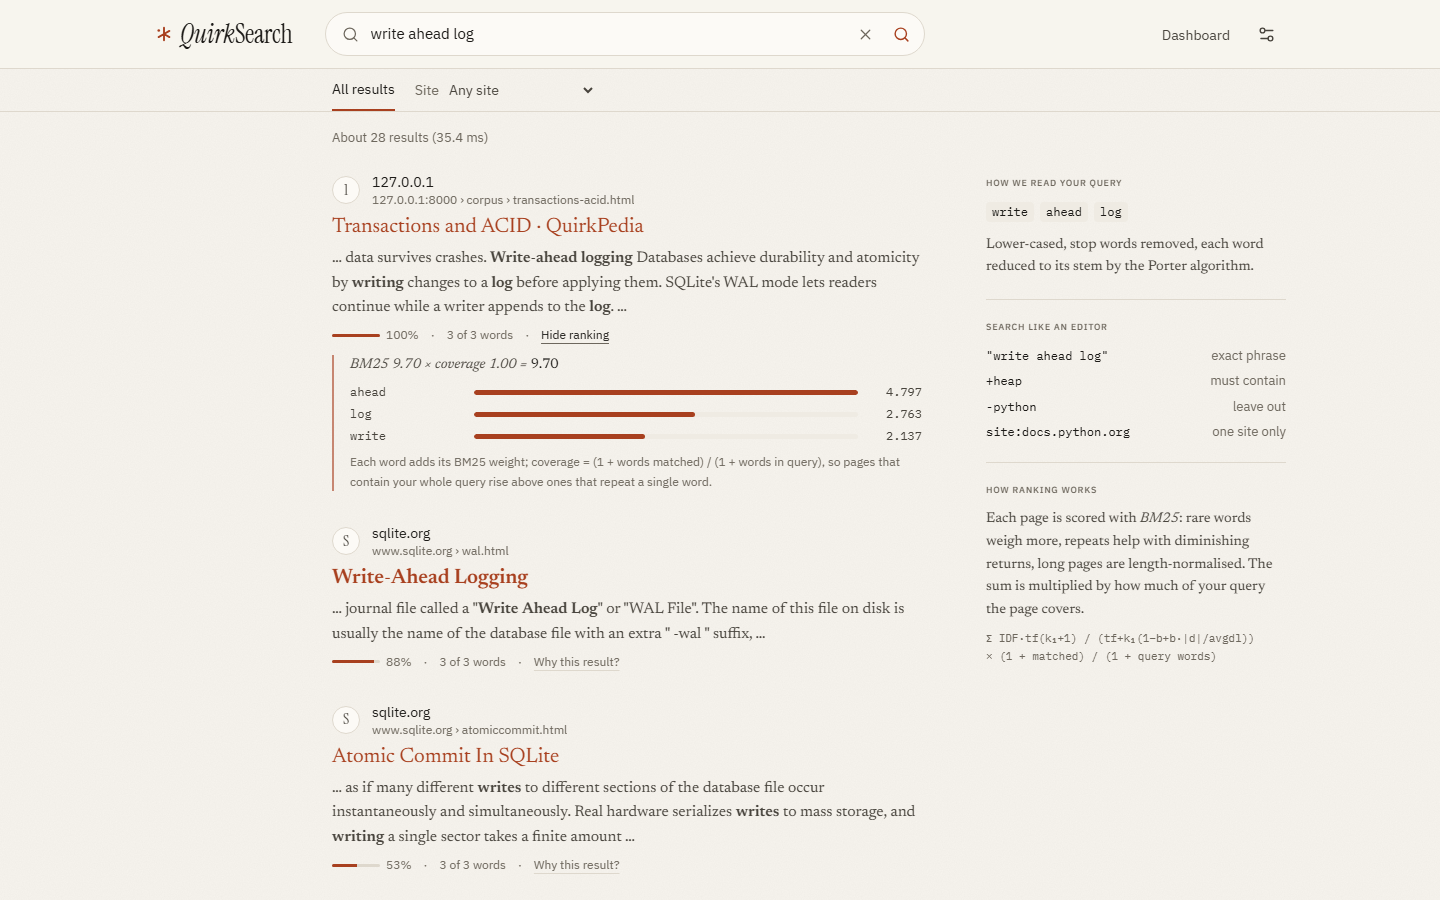 QuirkSearch
write ahead log
Dashboard
All results
Site Any site
About 28 results (35.4 ms)
1
127.0.0.1
127.0.0.1:8000 › corpus › transactions-acid.html
Transactions and ACID · QuirkPedia
... data survives crashes. Write-ahead logging Databases achieve durability and atomicity
by writing changes to a log before applying them. SQLite's WAL mode lets readers
continue while a writer appends to the log. ...
100% · 3 of 3 words · Hide ranking
BM25 9.70 × coverage 1.00 = 9.70
ahead 4.797
log 2.763
write 2.137
Each word adds its BM25 weight; coverage = (1 + words matched) / (1 + words in query), so pages that
contain your whole query rise above ones that repeat a single word.
S
sqlite.org
www.sqlite.org › wal.html
Write-Ahead Logging
... journal file called a "Write Ahead Log" or "WAL File". The name of this file on disk is
usually the name of the database file with an extra " -wal " suffix, ...
88% · 3 of 3 words · Why this result?
S
sqlite.org
www.sqlite.org › atomiccommit.html
Atomic Commit In SQLite
... as if many different writes to different sections of the database file occur
instantaneously and simultaneously. Real hardware serializes writes to mass storage, and
writing a single sector takes a finite amount ...
53% · 3 of 3 words · Why this result?
HOW WE READ YOUR QUERY
write ahead log
Lower-cased, stop words removed, each word
reduced to its stem by the Porter algorithm.
SEARCH LIKE AN EDITOR
"write ahead log" exact phrase
+heap must contain
-python leave out
site:docs.python.org one site only
HOW RANKING WORKS
Each page is scored with BM25: rare words
weigh more, repeats help with diminishing
returns, long pages are length-normalised. The
sum is multiplied by how much of your query
the page covers.
Σ IDF·tf(k₁+1) / (tf+k₁(1−b+b·|d|/avgdl))
× (1 + matched) / (1 + query words)